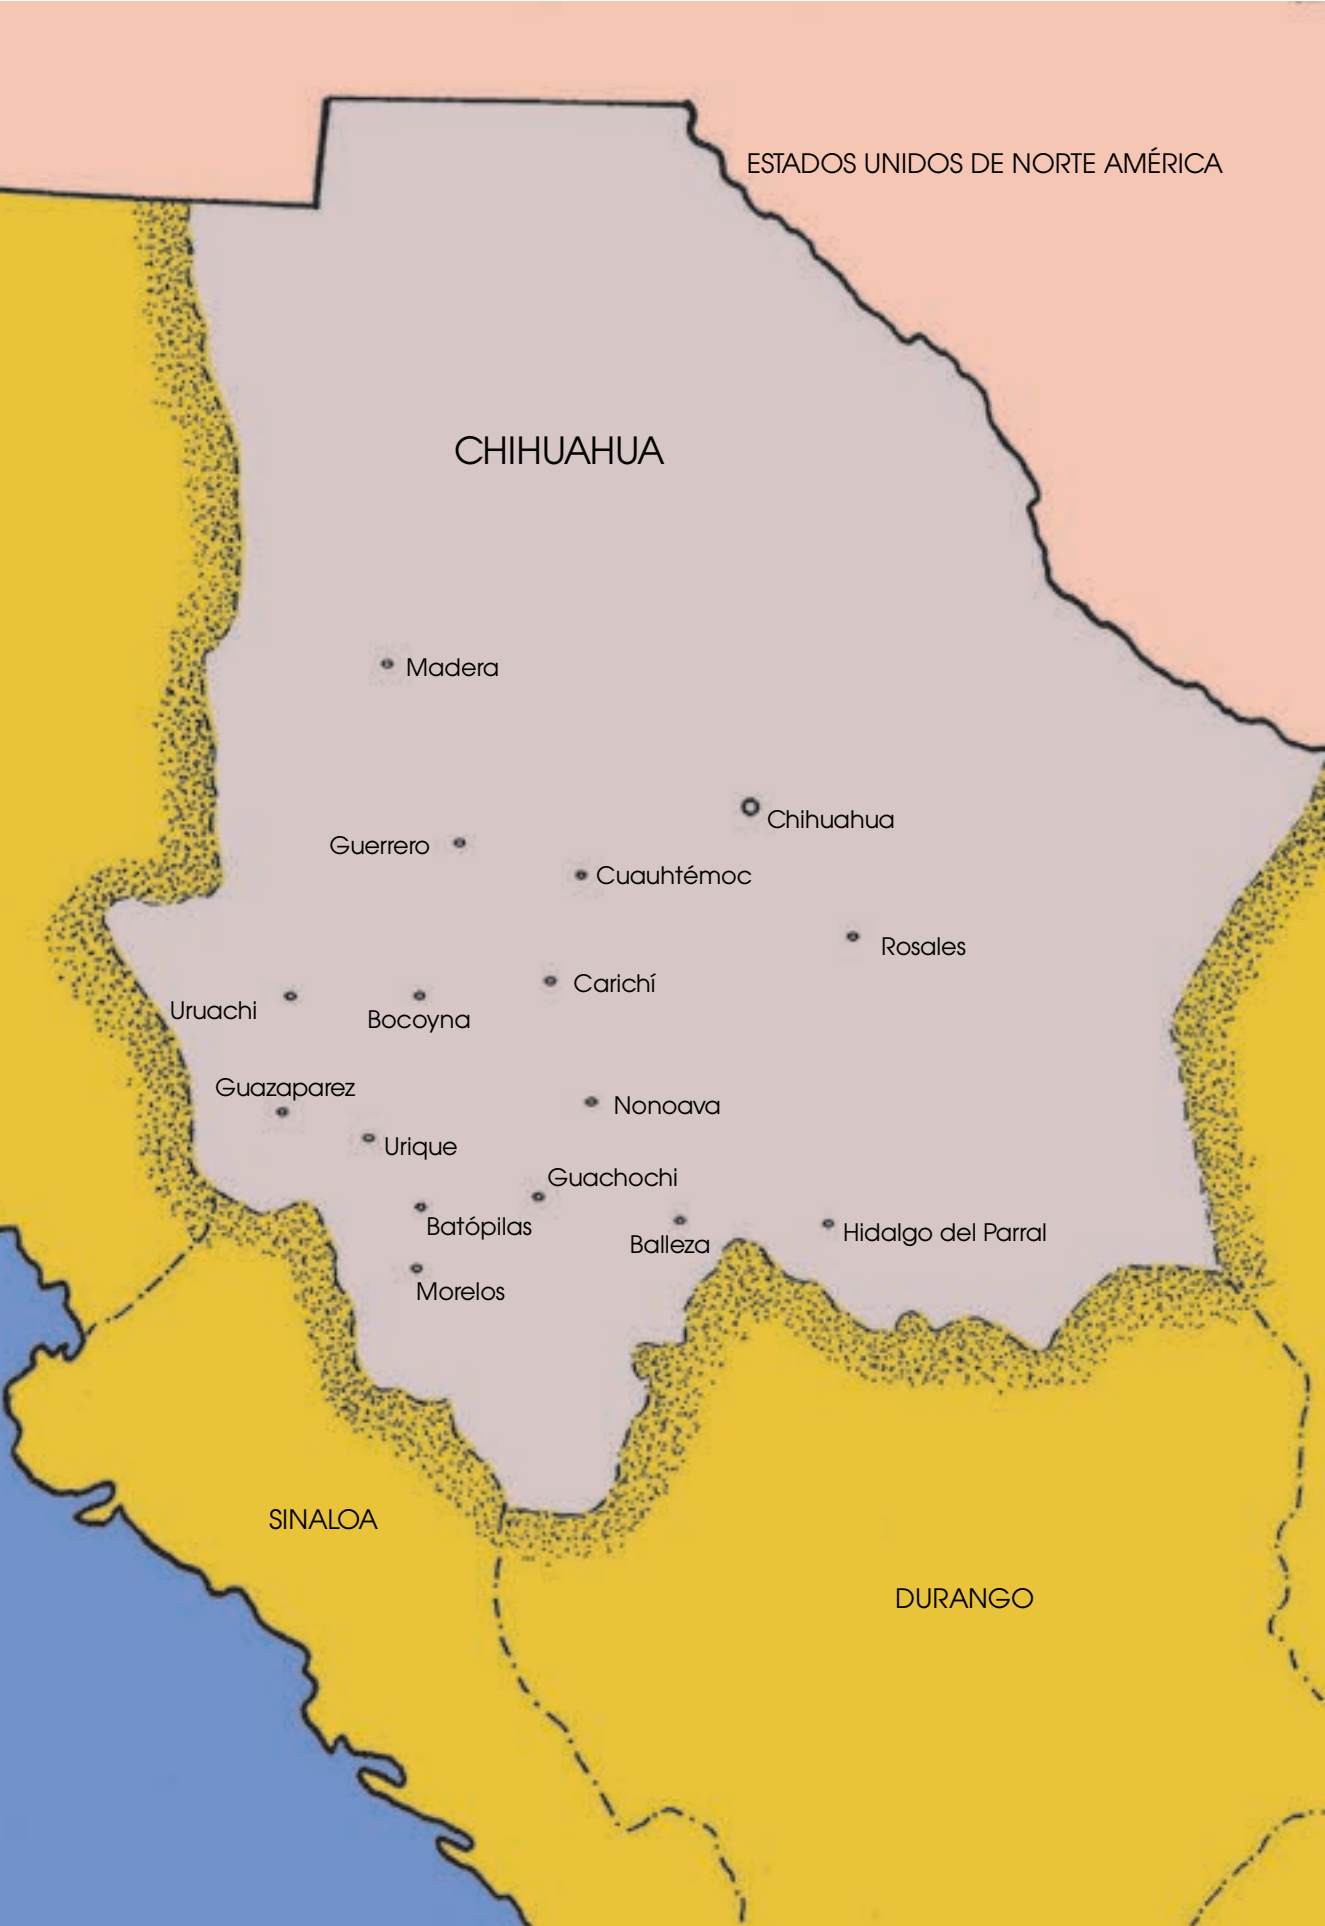 ESTADOS UNIDOS DE NORTE AMÉRICA
CHIHUAHUA
Madera
Chihuahua
Guerrero
Cuauhtémoc
Rosales
Carichí
Uruachi
Bocoyna
Guazaparez
Nonoava
Urique
Guachochi
Batópilas
Balleza
Hidalgo del Parral
Morelos
SINALOA
DURANGO